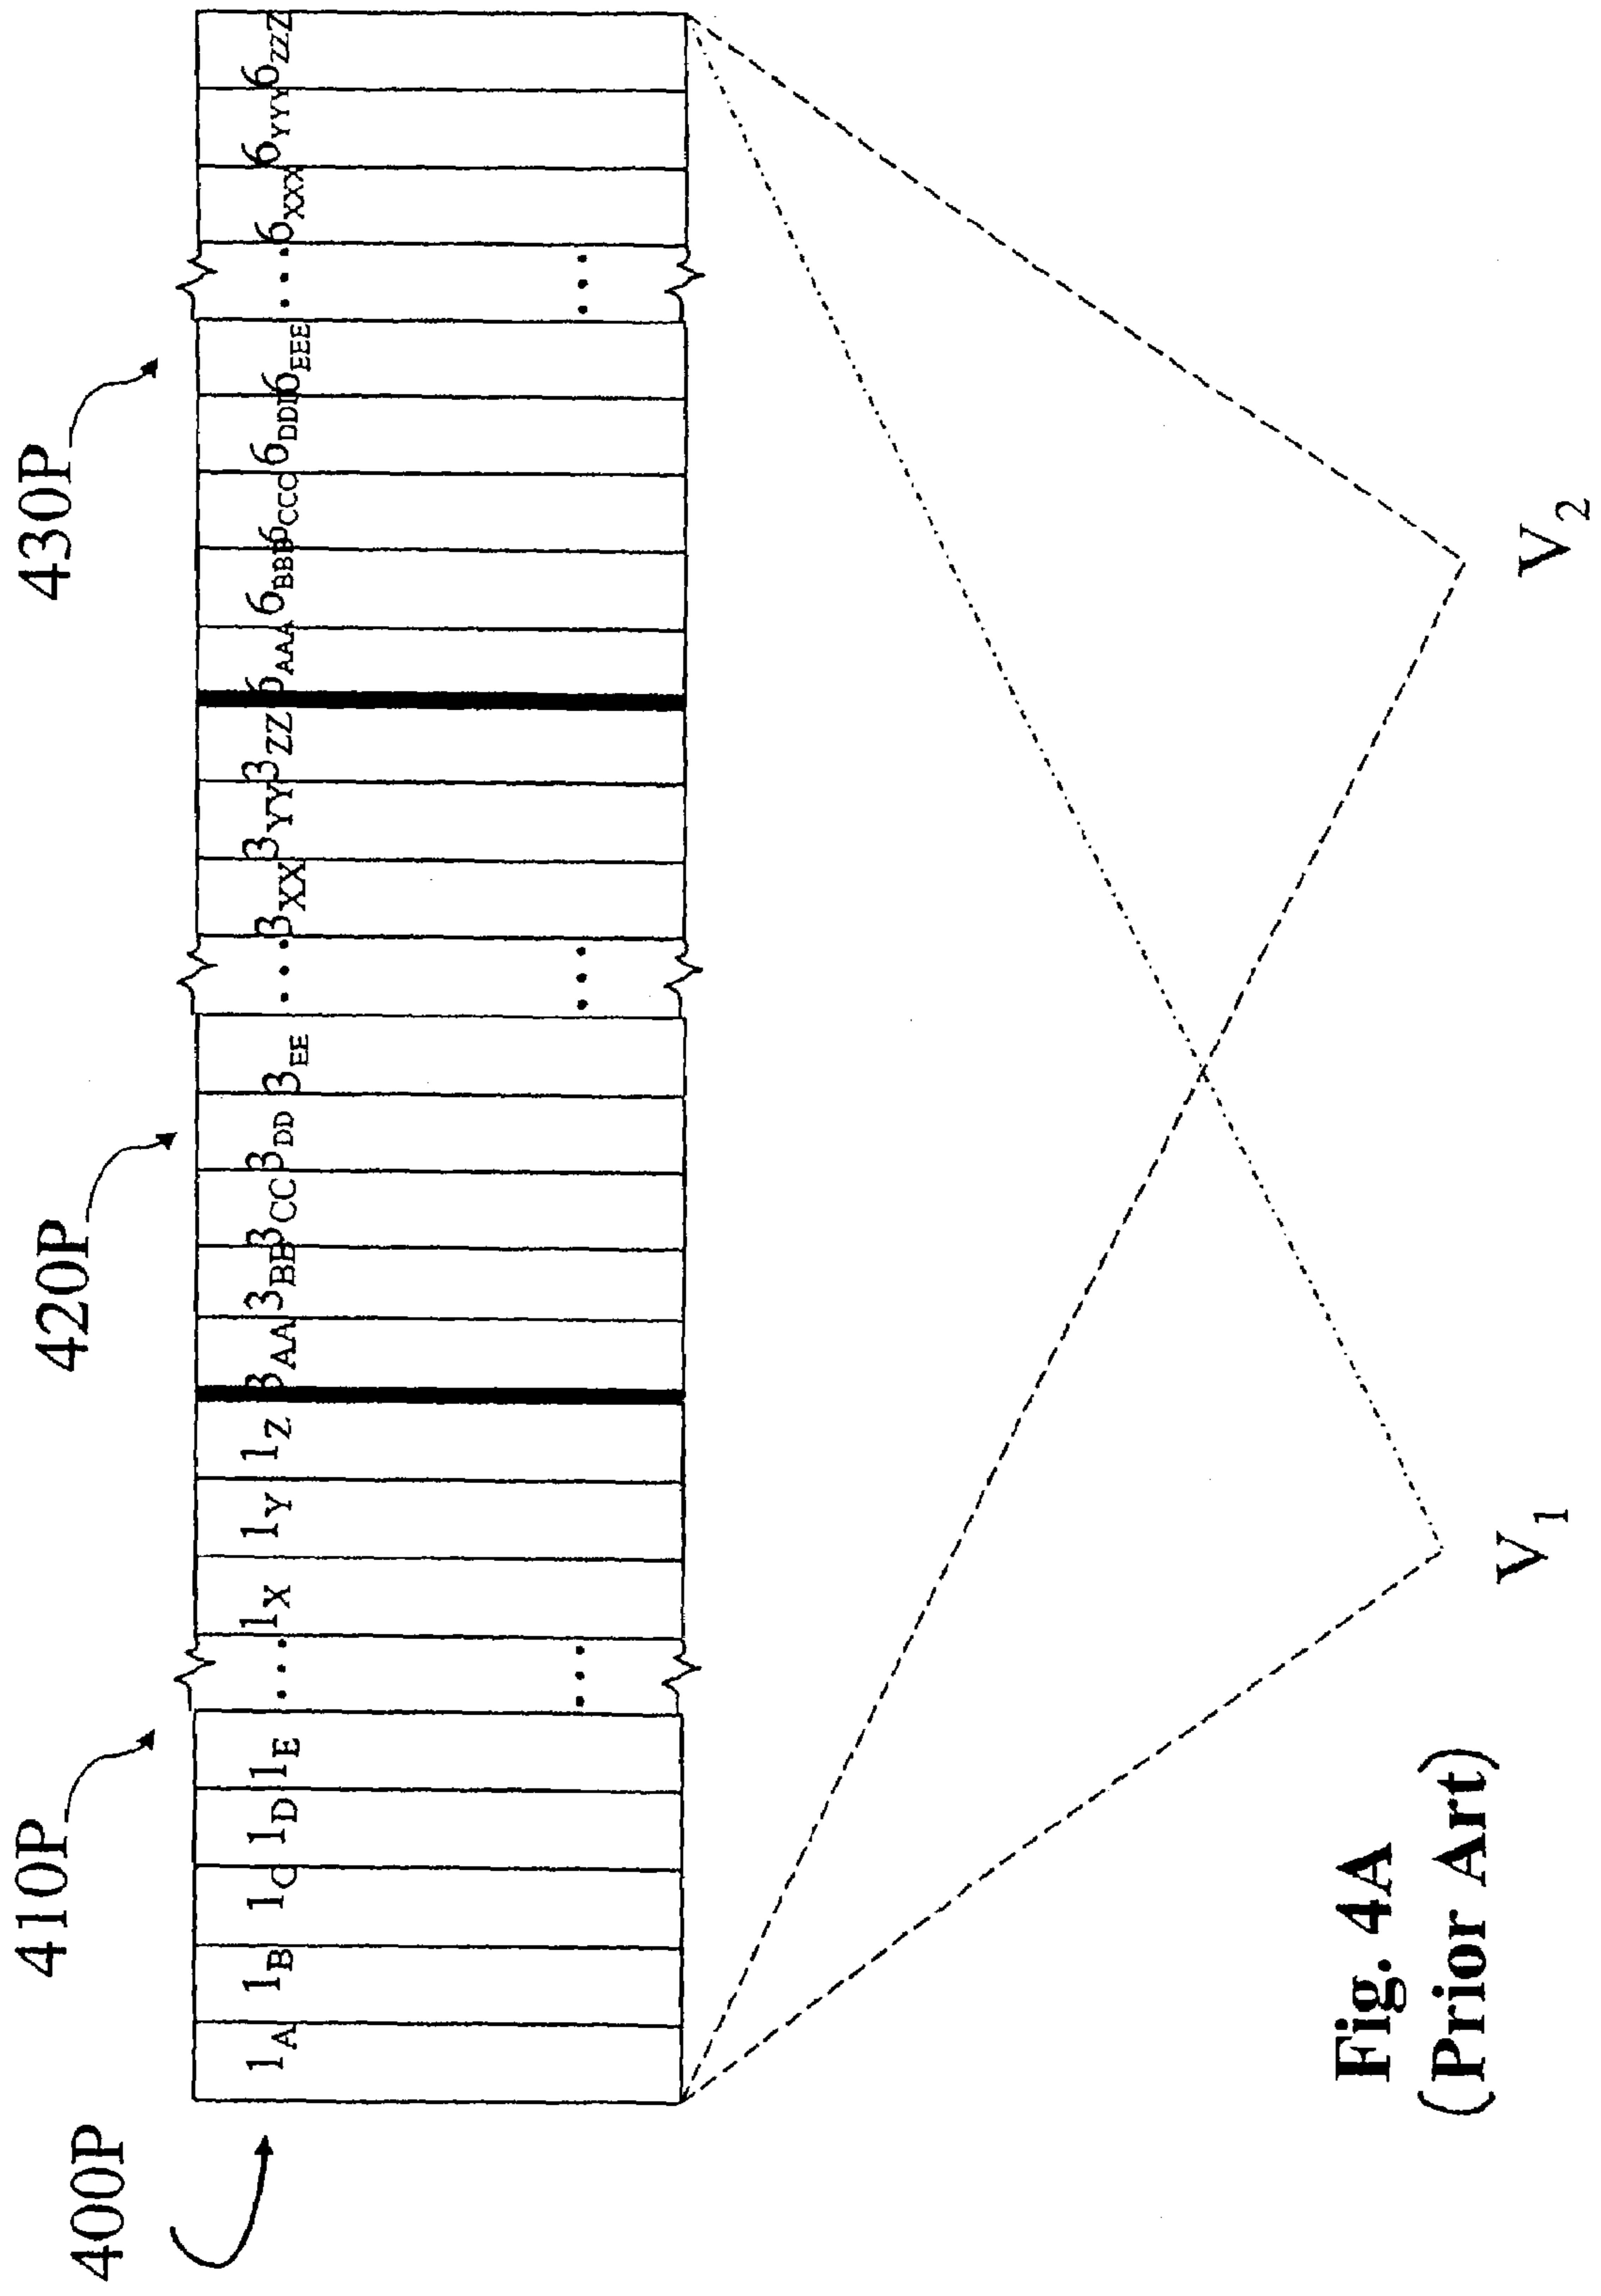 400P
410P
420P
430P
1A 1B 1C 1D 1E ... 1X 1Y 1Z 3AA 3BB 3CC 3DD 3EE ... 3XX 3YY 3ZZ 6AAA 6BBB 6CCC 6DDD 6EEE ... 6XXX 6YYY 6ZZZ
... ... ...
V1
V2
Fig. 4A
(Prior Art)